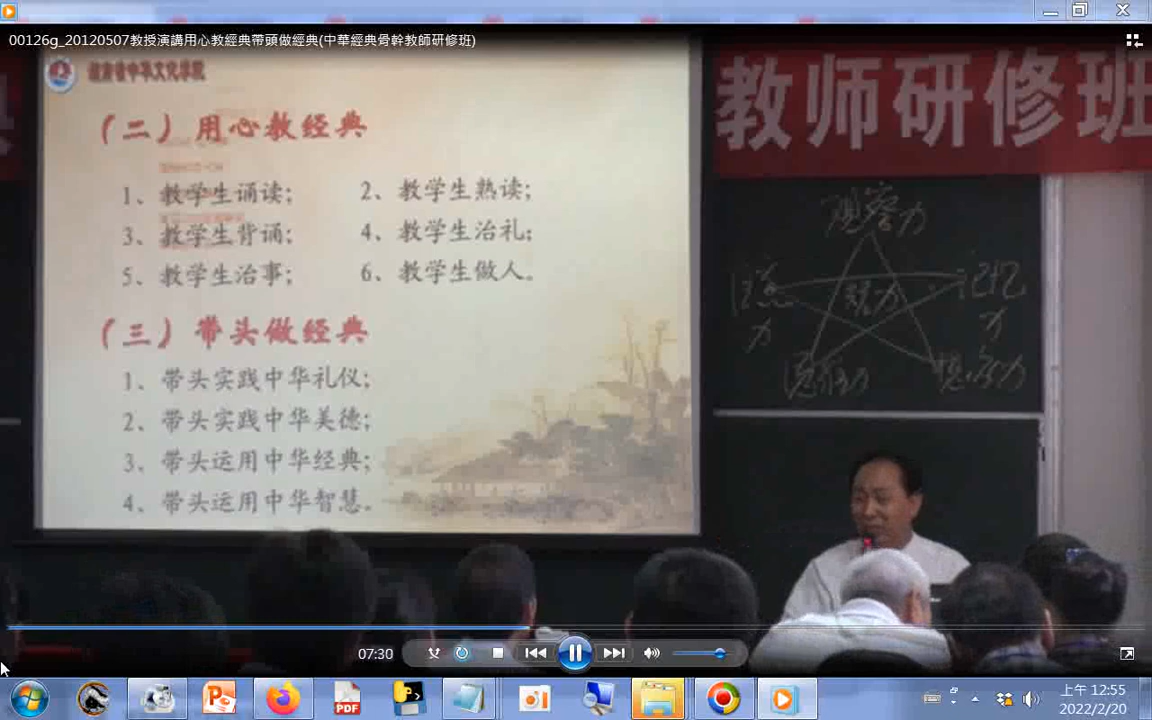 00126g_20120507教授演講用心教經典帶頭做經典(中華經典骨幹教師研修班)
中华文化学院
教师研修班
（二）用心教经典
1、教学生诵读;
2、教学生熟读;
3、教学生背诵;
4、教学生治礼;
5、教学生治事;
6、教学生做人。
（三）带头做经典
1、带头实践中华礼仪;
2、带头实践中华美德;
3、带头运用中华经典;
4、带头运用中华智慧。
观察力
记忆
力
力
07:30
PDF
上午 12:55
2022/2/20